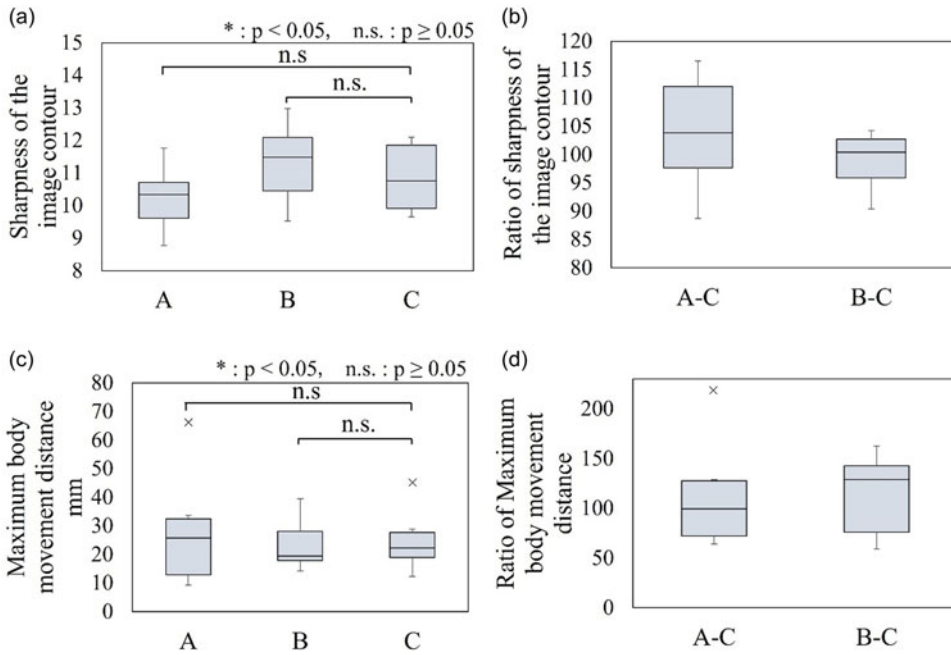 (a)
* : p < 0.05, n.s. : p ≥ 0.05
Sharpness of the
image contour
15
14
13
12
11
10
9
8
n.s
n.s.
A B C
(b)
Ratio of sharpness of
the image contour
120
115
110
105
100
95
90
85
80
A-C B-C
(c)
* : p < 0.05, n.s. : p ≥ 0.05
Maximum body
movement distance
mm
80
70
60
50
40
30
20
10
0
n.s
n.s.
A B C
(d)
Ratio of Maximum
body movement
distance
200
150
100
50
0
A-C B-C